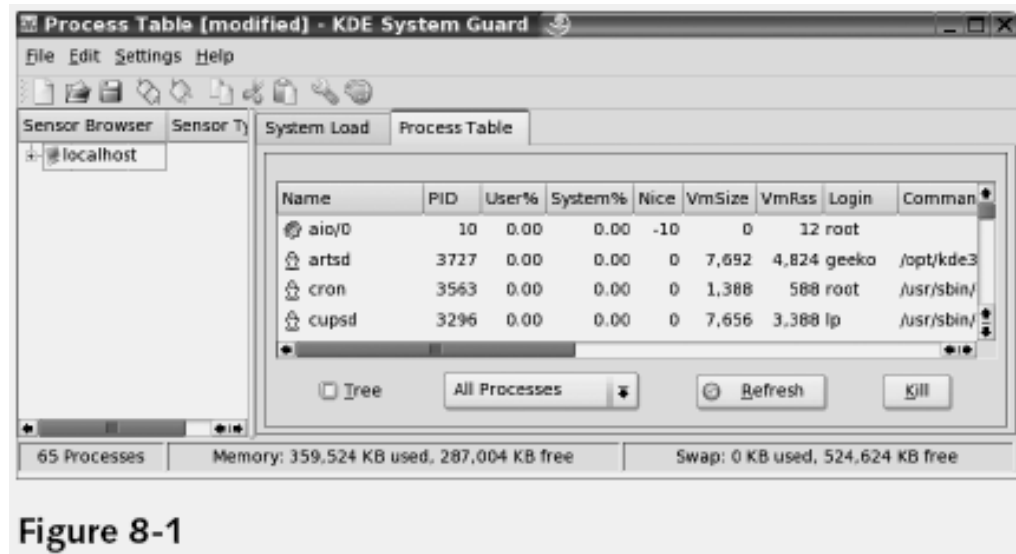 Process Table [modified] - KDE System Guard
File Edit Settings Help
Sensor Browser Sensor Ty
System Load Process Table
localhost
Name PID User% System% Nice VmSize VmRss Login Comman
aio/0 10 0.00 0.00 -10 0 12 root
artsd 3727 0.00 0.00 0 7,692 4,824 geeko /opt/kde3
cron 3563 0.00 0.00 0 1,388 588 root /usr/sbin/
cupsd 3296 0.00 0.00 0 7,656 3,388 lp /usr/sbin/
Tree All Processes Refresh Kill
65 Processes Memory: 359,524 KB used, 287,004 KB free Swap: 0 KB used, 524,624 KB free
Figure 8-1